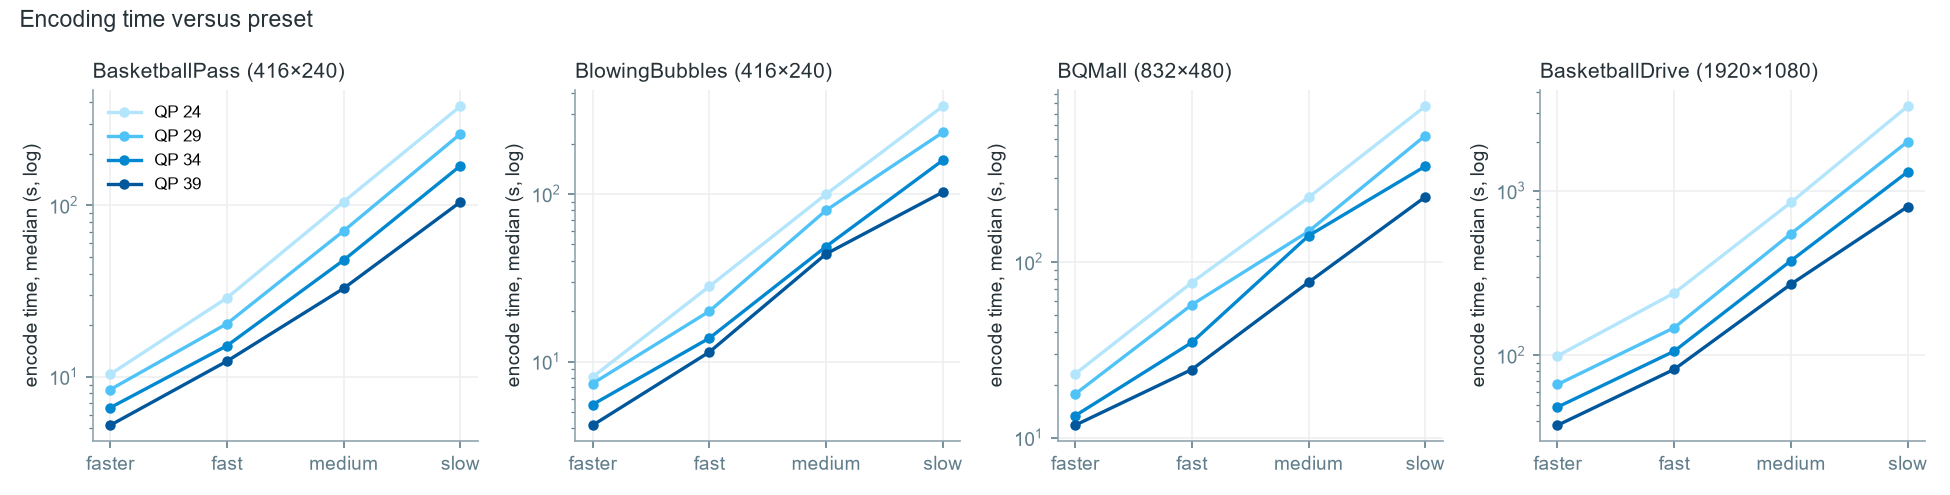 Encoding time versus preset
BasketballPass (416×240)
encode time, median (s, log)
10²
10¹
QP 24
QP 29
QP 34
QP 39
faster fast medium slow
BlowingBubbles (416×240)
encode time, median (s, log)
10²
10¹
faster fast medium slow
BQMall (832×480)
encode time, median (s, log)
10²
10¹
faster fast medium slow
BasketballDrive (1920×1080)
encode time, median (s, log)
10³
10²
faster fast medium slow